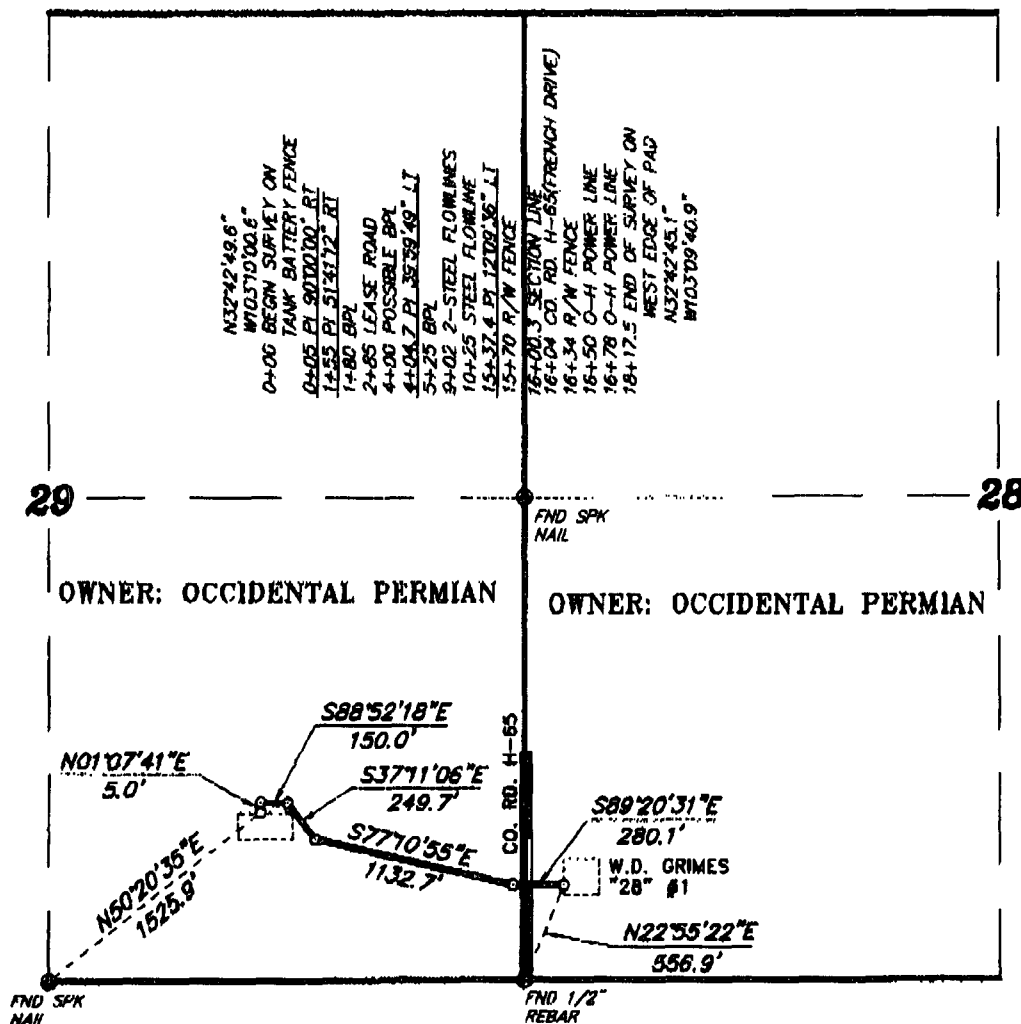 N32°42'49.6"
W103°10'00.6"
0+00 BEGIN SURVEY ON
TANK BATTERY FENCE
0+05 PI 90°00'00" RT
1+55 PI 51°41'12" RT
1+80 BPL
2+85 LEASE ROAD
4+00 POSSIBLE BPL
4+04.7 PI 39°59'49" LT
5+25 BPL
9+02 2-STEEL FLOWLINES
10+25 STEEL FLOWLINE
15+37.4 PI 12°09'36" LT
15+70 R/W FENCE
16+00.3 SECTION LINE
16+04 CO. RD. H-65(FRENCH DRIVE)
16+34 R/W FENCE
16+50 O-H POWER LINE
16+78 O-H POWER LINE
18+17.5 END OF SURVEY ON
WEST EDGE OF PAD
N32°42'45.1"
W103°09'40.9"
29
28
FND SPK
NAIL
OWNER: OCCIDENTAL PERMIAN
OWNER: OCCIDENTAL PERMIAN
S88°52'18"E
150.0'
N01°07'41"E
5.0'
S37°11'06"E
249.7'
CO. RD. H-65
S77°10'55"E
1132.7'
S89°20'31"E
280.1'
W.D. GRIMES
"28" #1
N50°20'35"E
1525.9'
N22°55'22"E
556.9'
FND SPK
NAIL
FND 1/2"
REBAR